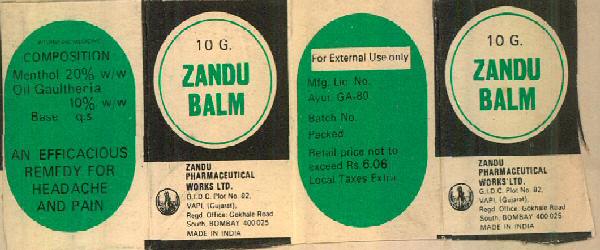 COMPOSITION
Menthol 20% w/w
Oil Gaultheria
10% w/w
Base q.s.
AN EFFICACIOUS
REMEDY FOR
HEADACHE
AND PAIN
10 G.
ZANDU
BALM
ZANDU
PHARMACEUTICAL
WORKS LTD.
G.I.D.C. Plot No. 82,
VAPI, (Gujarat),
Regd. Office: Gokhale Road
South, BOMBAY 400 025
MADE IN INDIA
For External Use only
Mfg. Lic. No.
Ayur. GA-80
Batch No.
Packed
Retail price not to
exceed Rs. 6.06
Local Taxes Extra
10 G.
ZANDU
BALM
ZANDU
PHARMACEUTICAL
WORKS LTD.
G.I.D.C. Plot No. 82,
VAPI, (Gujarat),
Regd. Office: Gokhale Road
South, BOMBAY 400 025
MADE IN INDIA